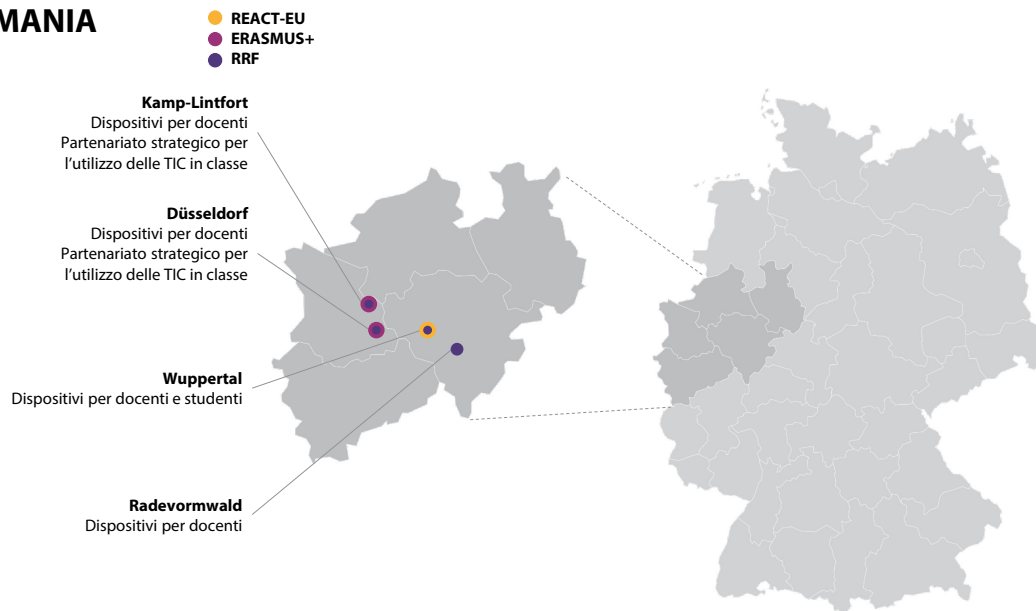 MANIA
REACT-EU
ERASMUS+
RRF
Kamp-Lintfort
Dispositivi per docenti
Partenariato strategico per
l’utilizzo delle TIC in classe
Düsseldorf
Dispositivi per docenti
Partenariato strategico per
l’utilizzo delle TIC in classe
Wuppertal
Dispositivi per docenti e studenti
Radevormwald
Dispositivi per docenti